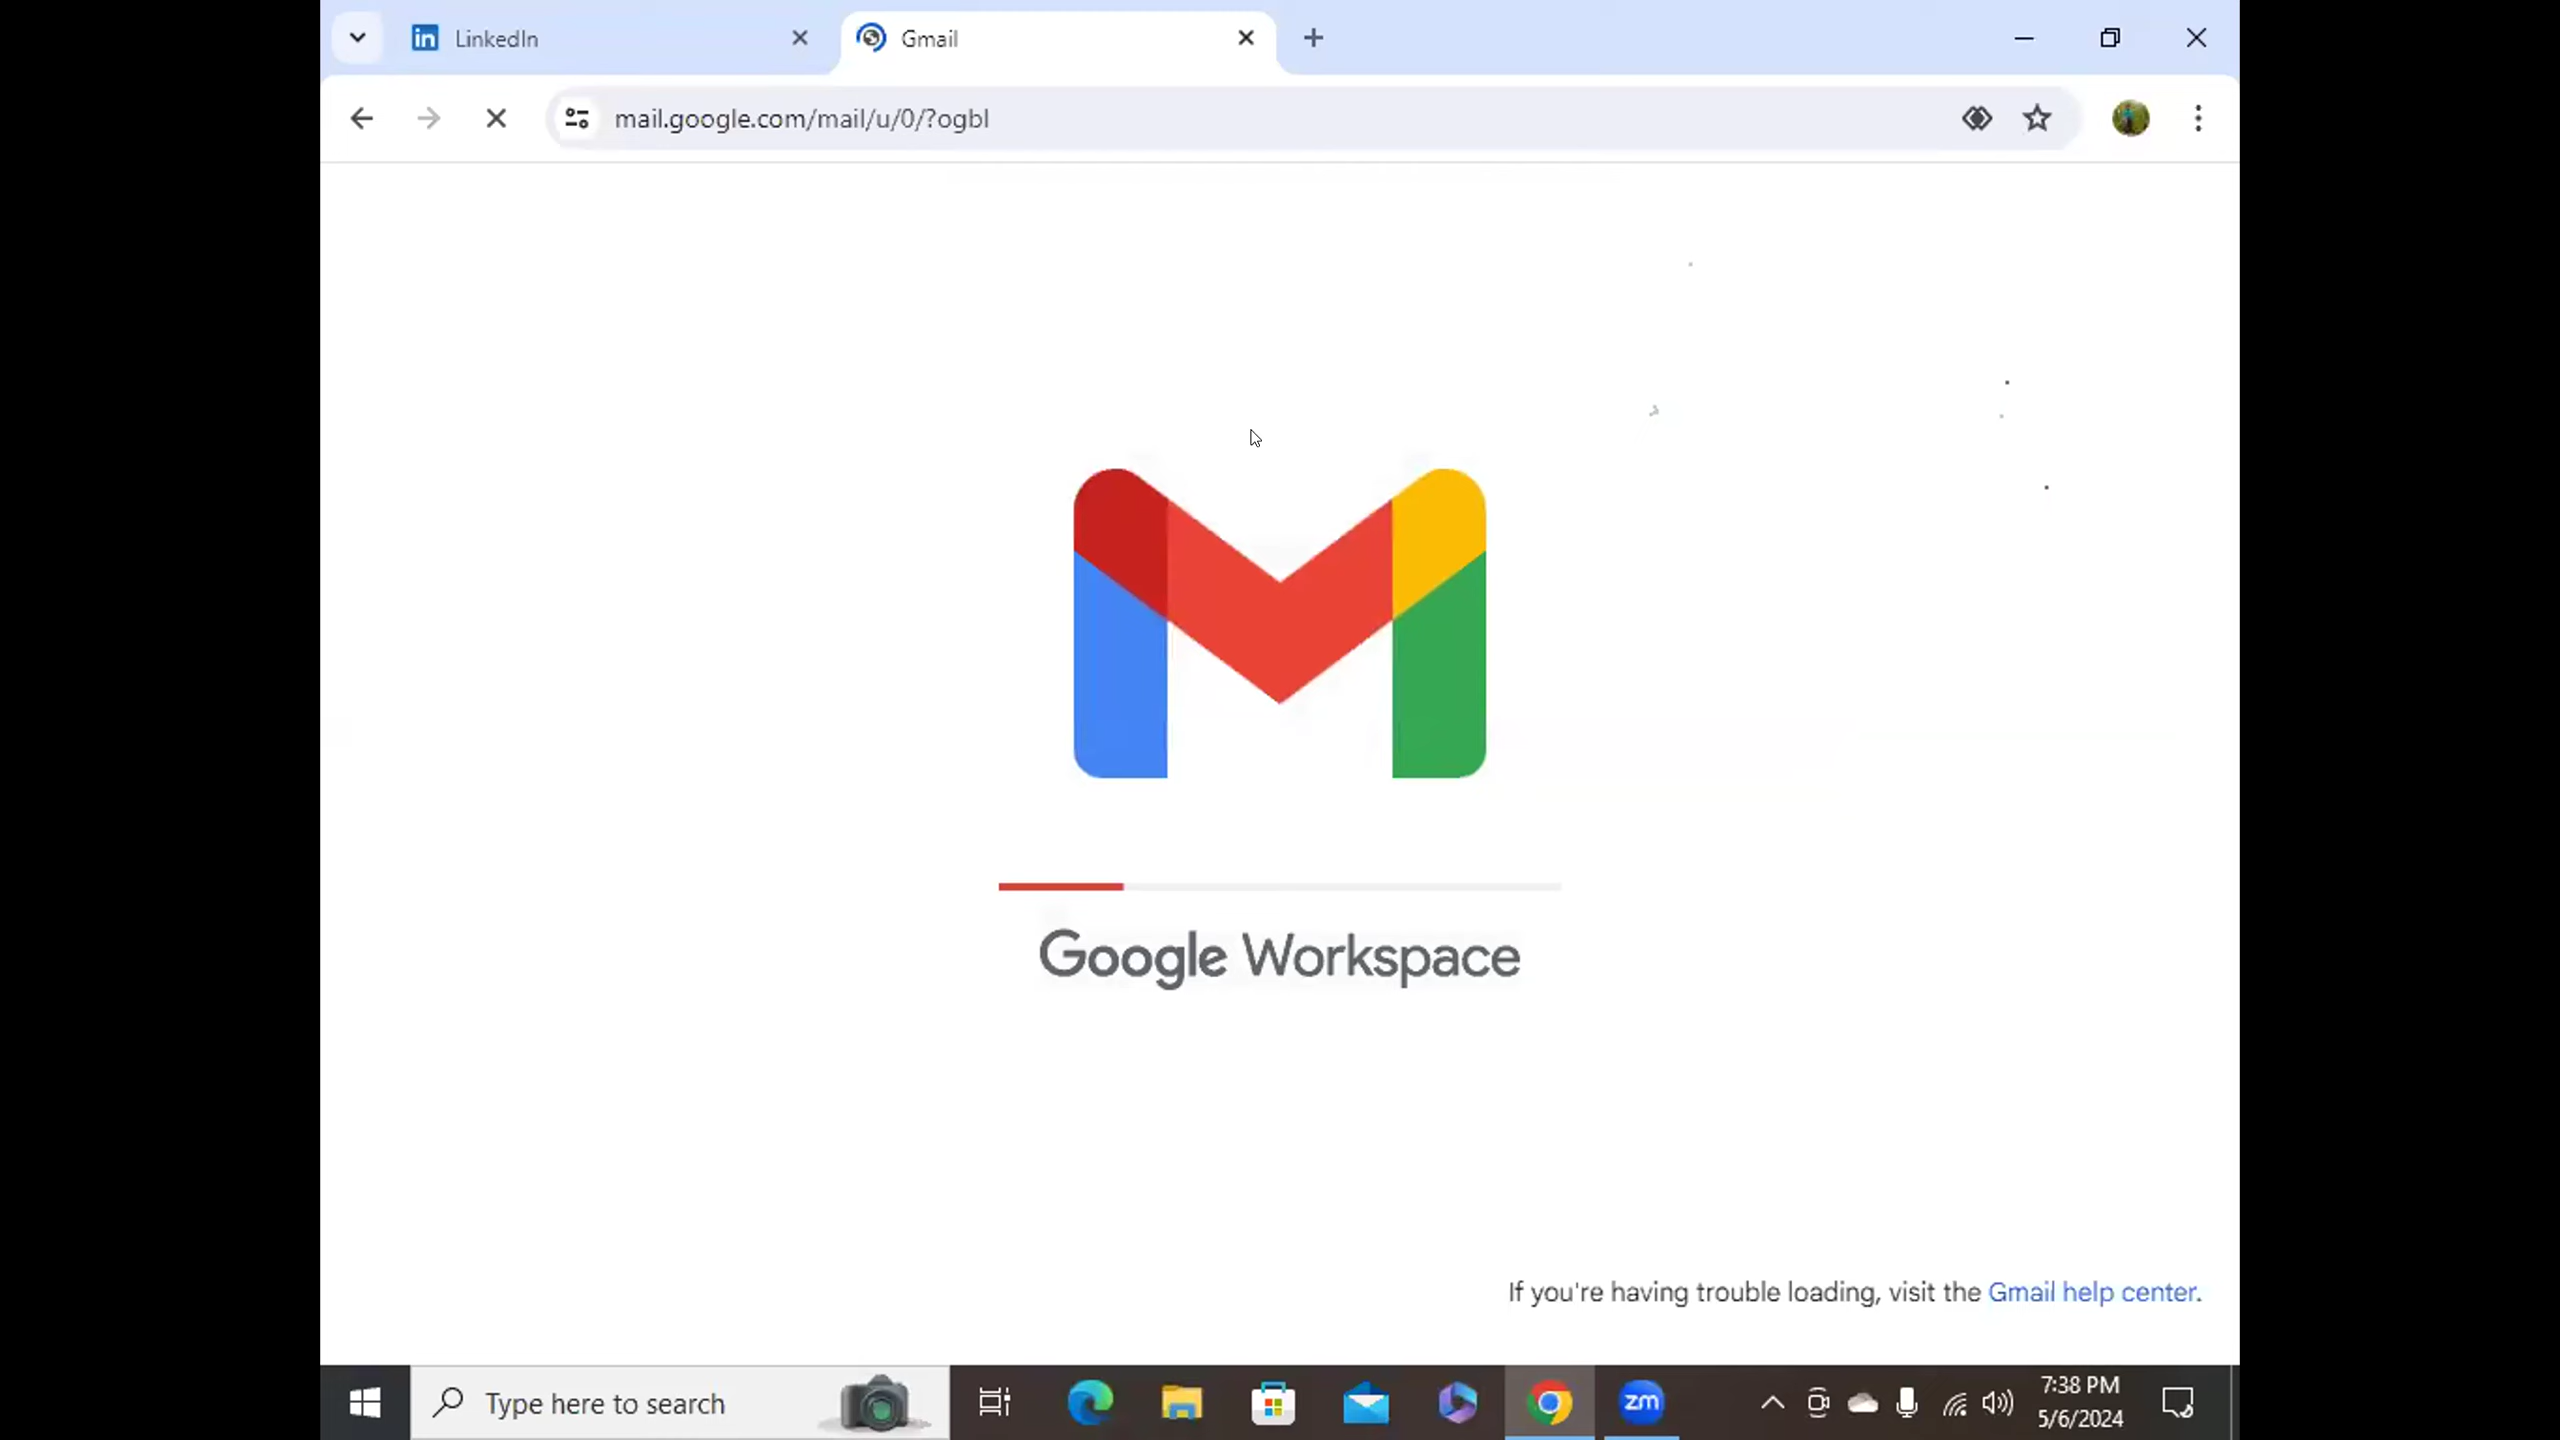 LinkedIn
Gmail
mail.google.com/mail/u/0/?ogbl
Google Workspace
If you're having trouble loading, visit the Gmail help center.
Type here to search
zm
7:38 PM
5/6/2024